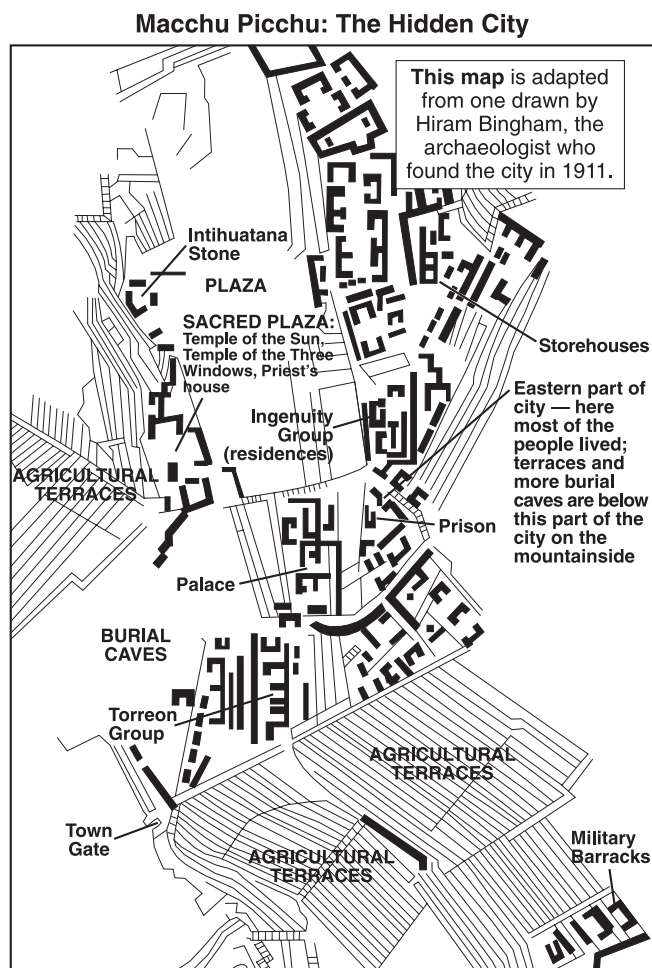 Macchu Picchu: The Hidden City
This map is adapted
from one drawn by
Hiram Bingham, the
archaeologist who
found the city in 1911.
Intihuatana
Stone
PLAZA
SACRED PLAZA:
Temple of the Sun,
Temple of the Three
Windows, Priest's
house
Storehouses
Ingenuity
Group
(residences)
Eastern part of
city — here
most of the
people lived;
terraces and
more burial
caves are below
this part of the
city on the
mountainside
AGRICULTURAL
TERRACES
Prison
Palace
BURIAL
CAVES
Torreon
Group
AGRICULTURAL
TERRACES
Town
Gate
AGRICULTURAL
TERRACES
Military
Barracks